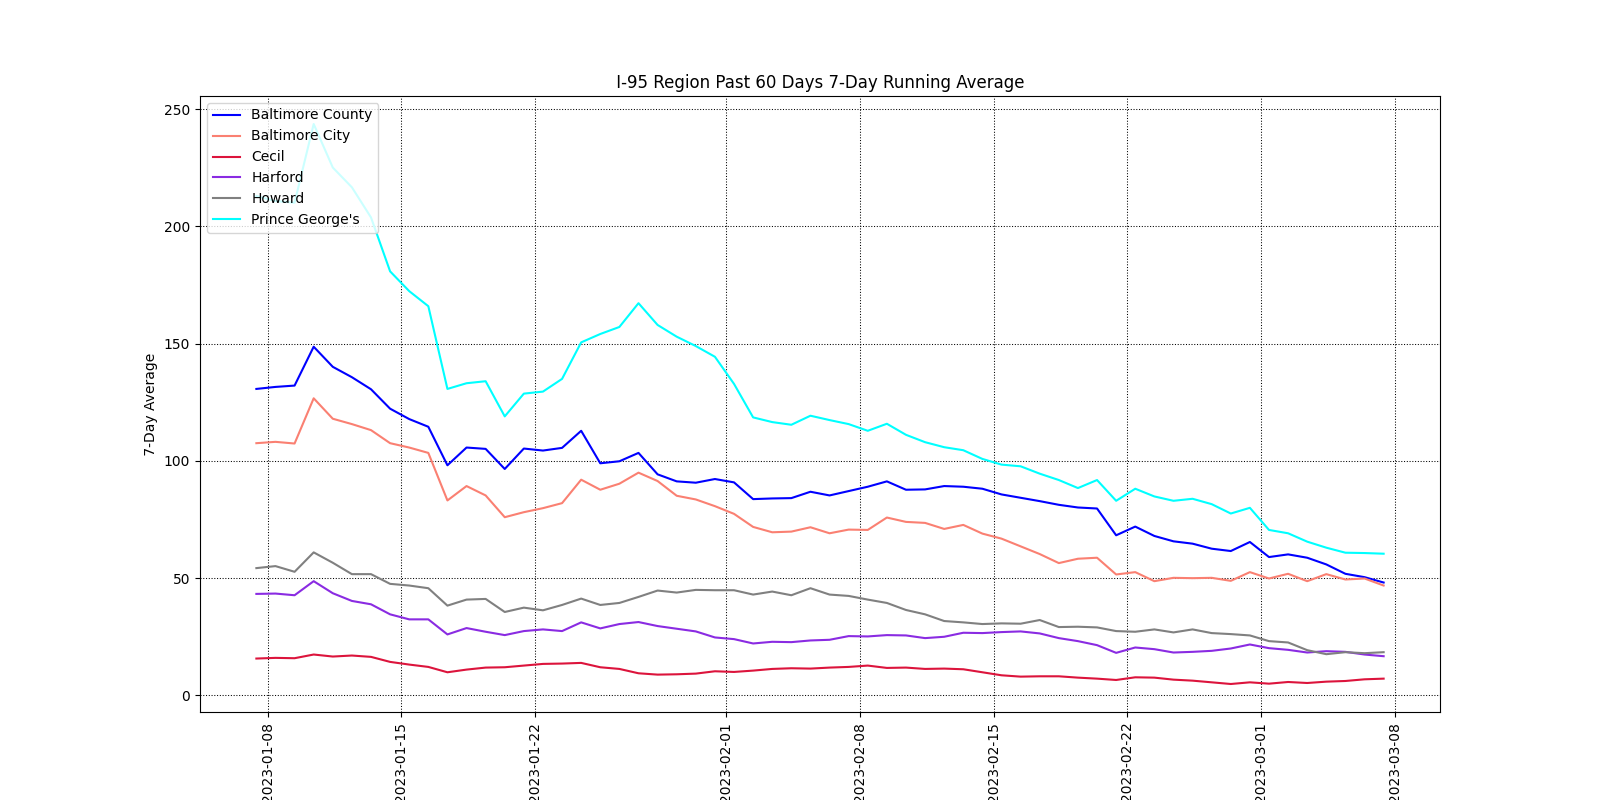 I-95 Region Past 60 Days 7-Day Running Average
250
200
150
100
50
0
7-Day Average
Baltimore County
Baltimore City
Cecil
Harford
Howard
Prince George's
2023-01-08
2023-01-15
2023-01-22
2023-02-01
2023-02-08
2023-02-15
2023-02-22
2023-03-01
2023-03-08